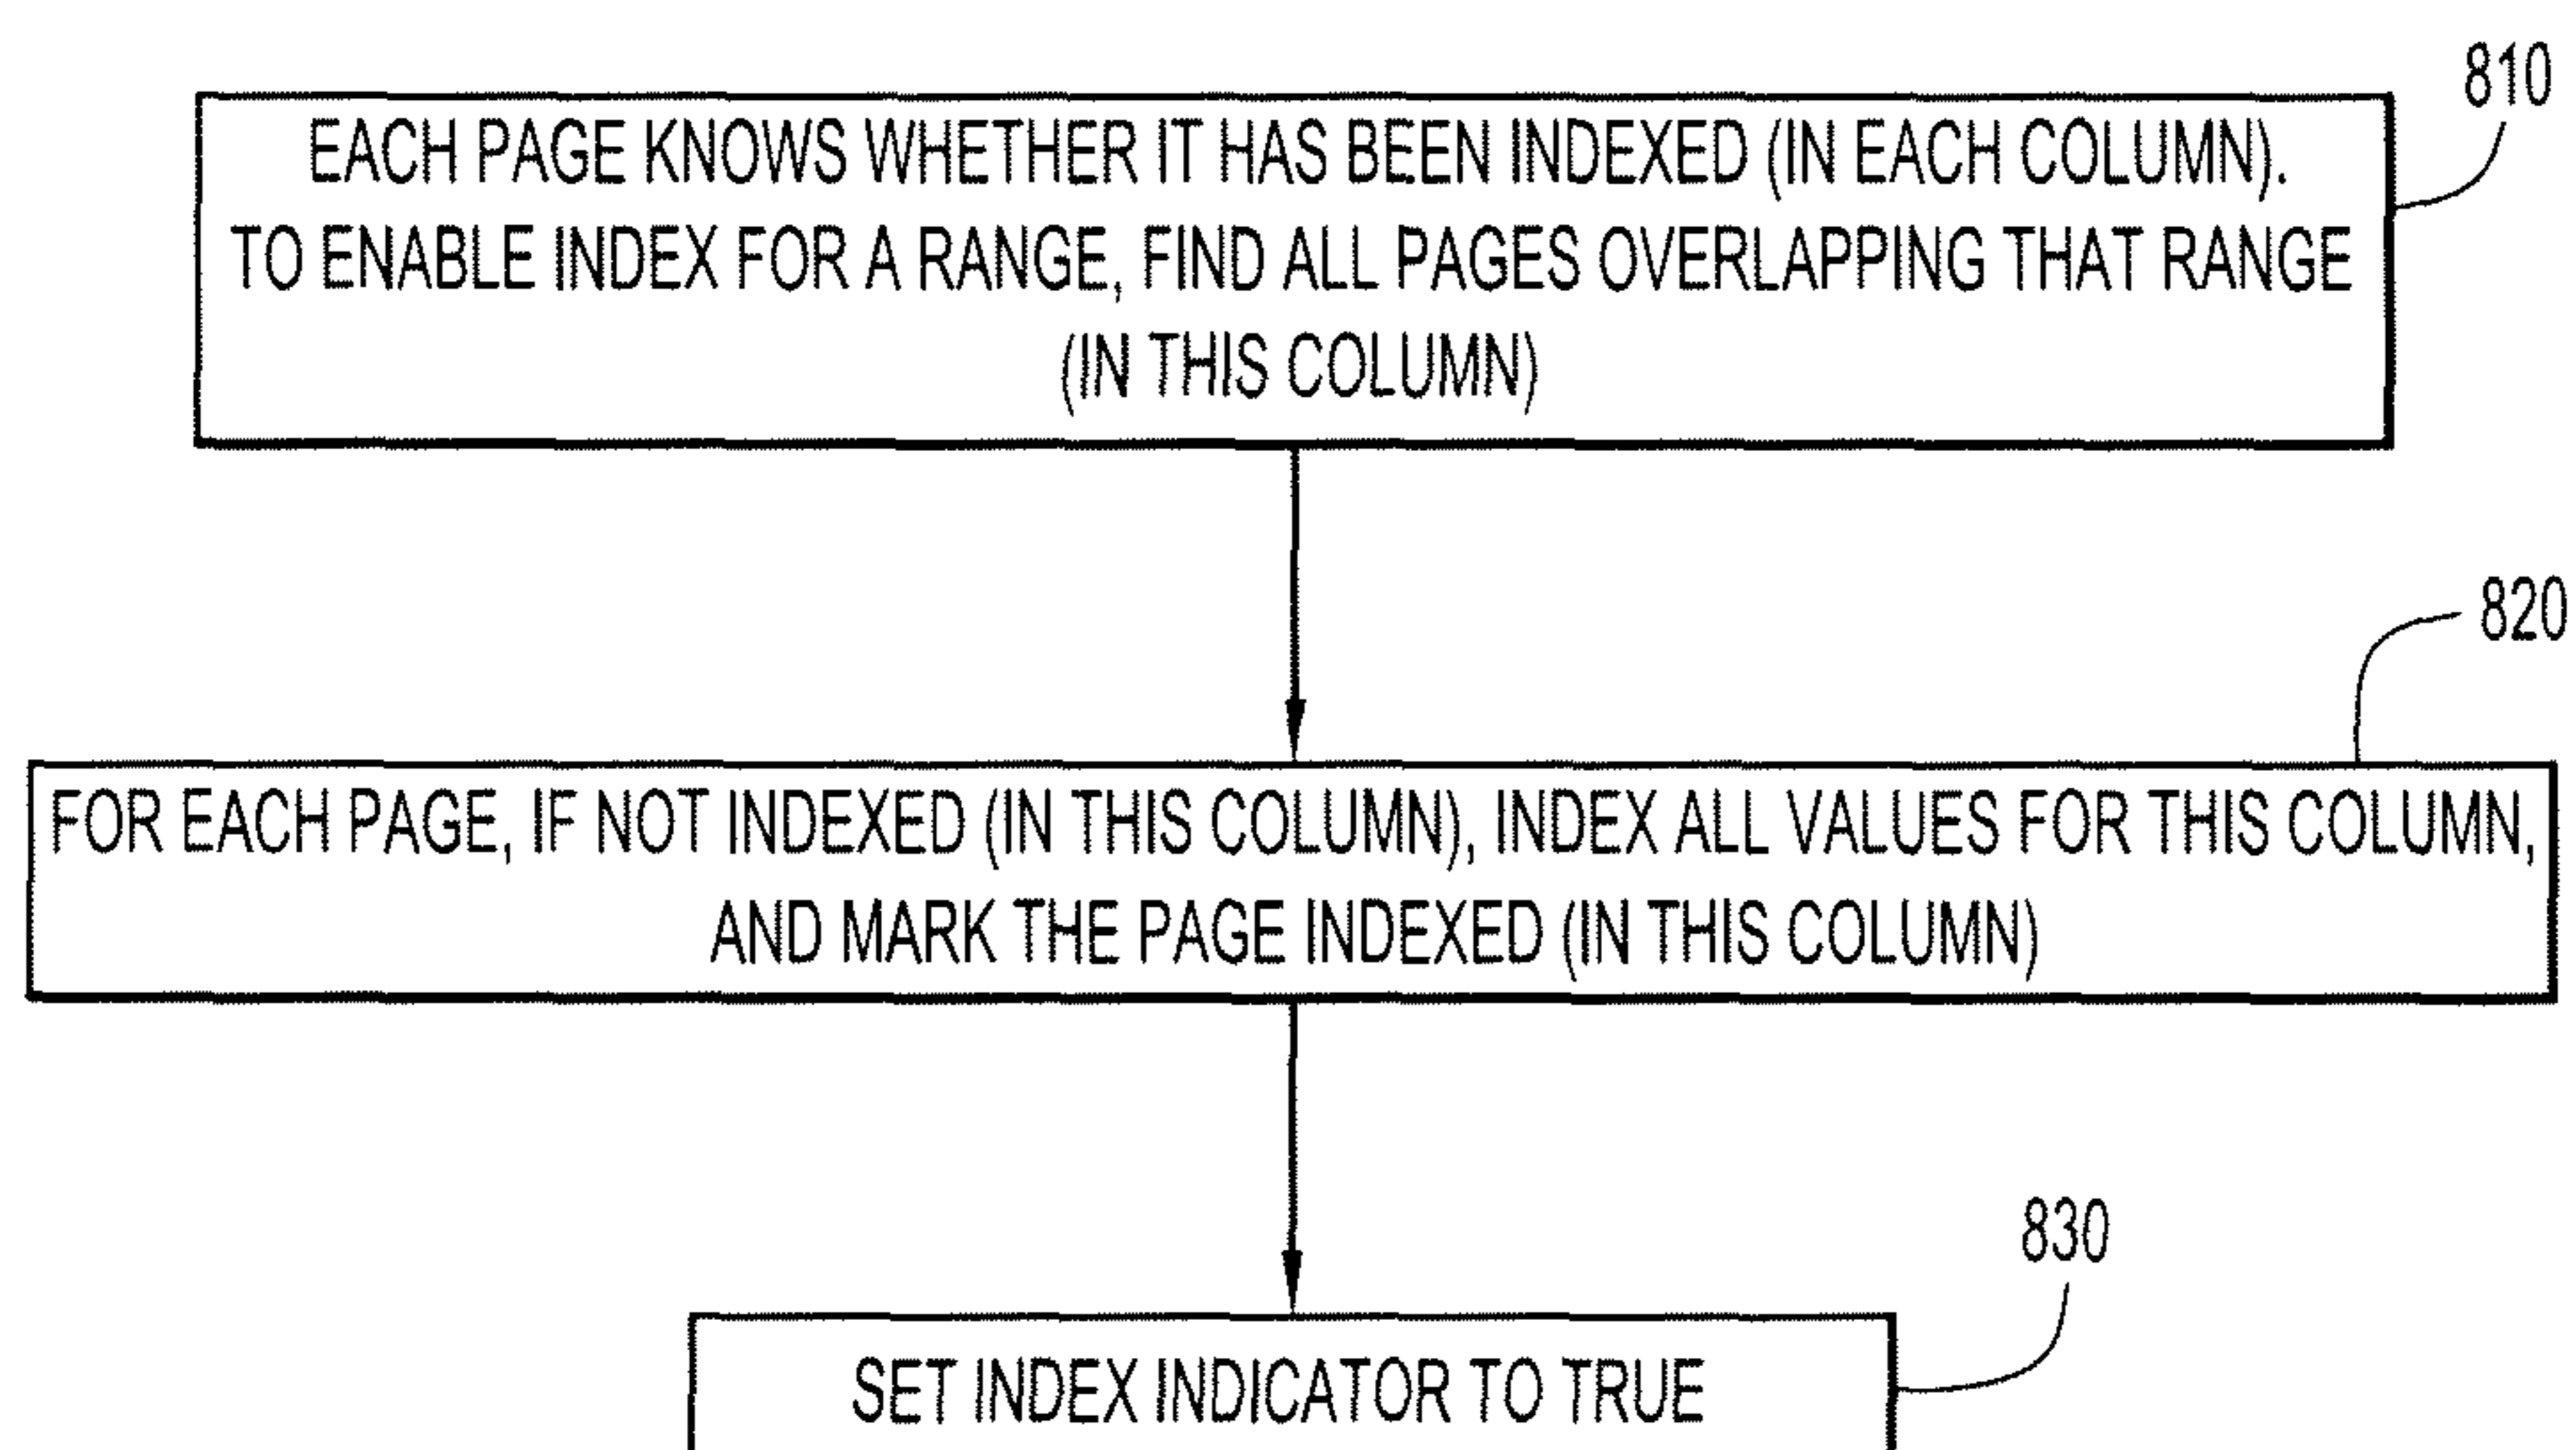 810
EACH PAGE KNOWS WHETHER IT HAS BEEN INDEXED (IN EACH COLUMN).
TO ENABLE INDEX FOR A RANGE, FIND ALL PAGES OVERLAPPING THAT RANGE
(IN THIS COLUMN)
820
FOR EACH PAGE, IF NOT INDEXED (IN THIS COLUMN), INDEX ALL VALUES FOR THIS COLUMN,
AND MARK THE PAGE INDEXED (IN THIS COLUMN)
830
SET INDEX INDICATOR TO TRUE